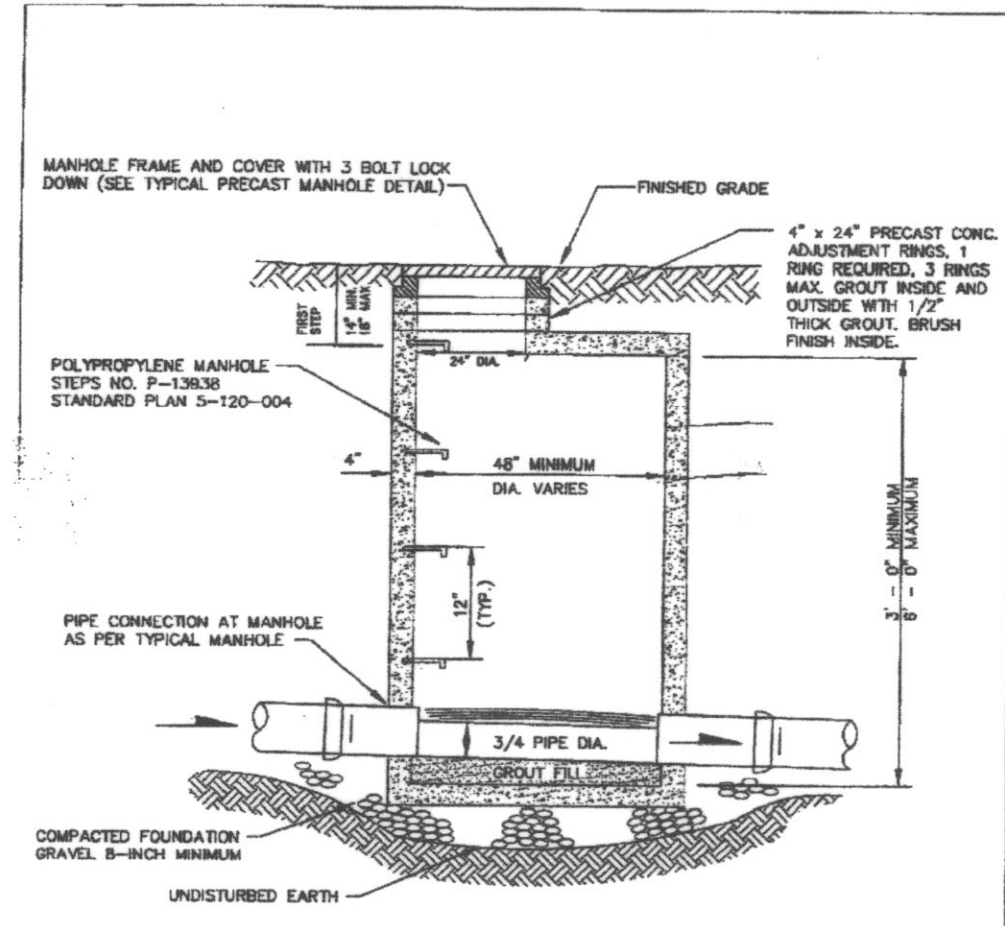 MANHOLE FRAME AND COVER WITH 3 BOLT LOCK
DOWN (SEE TYPICAL PRECAST MANHOLE DETAIL)
FINISHED GRADE
4" x 24" PRECAST CONC.
ADJUSTMENT RINGS, 1
RING REQUIRED, 3 RINGS
MAX. GROUT INSIDE AND
OUTSIDE WITH 1/2"
THICK GROUT. BRUSH
FINISH INSIDE.
FIRST
STEP
14" MIN.
16" MAX
24" DIA.
POLYPROPYLENE MANHOLE
STEPS NO. P-13938
STANDARD PLAN S-120-004
4"
48" MINIMUM
DIA. VARIES
3' - 0" MINIMUM
6' - 0" MAXIMUM
12"
(TYP.)
PIPE CONNECTION AT MANHOLE
AS PER TYPICAL MANHOLE
3/4 PIPE DIA.
GROUT FILL
COMPACTED FOUNDATION
GRAVEL 8-INCH MINIMUM
UNDISTURBED EARTH